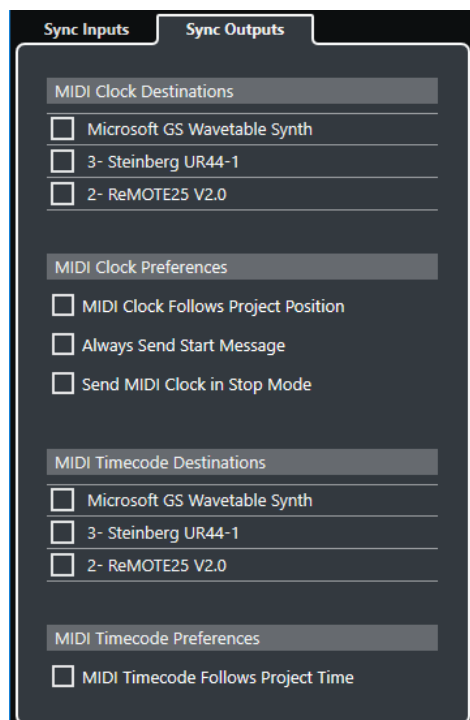 Sync Inputs
Sync Outputs
MIDI Clock Destinations
Microsoft GS Wavetable Synth
3- Steinberg UR44-1
2- ReMOTE25 V2.0
MIDI Clock Preferences
MIDI Clock Follows Project Position
Always Send Start Message
Send MIDI Clock in Stop Mode
MIDI Timecode Destinations
Microsoft GS Wavetable Synth
3- Steinberg UR44-1
2- ReMOTE25 V2.0
MIDI Timecode Preferences
MIDI Timecode Follows Project Time